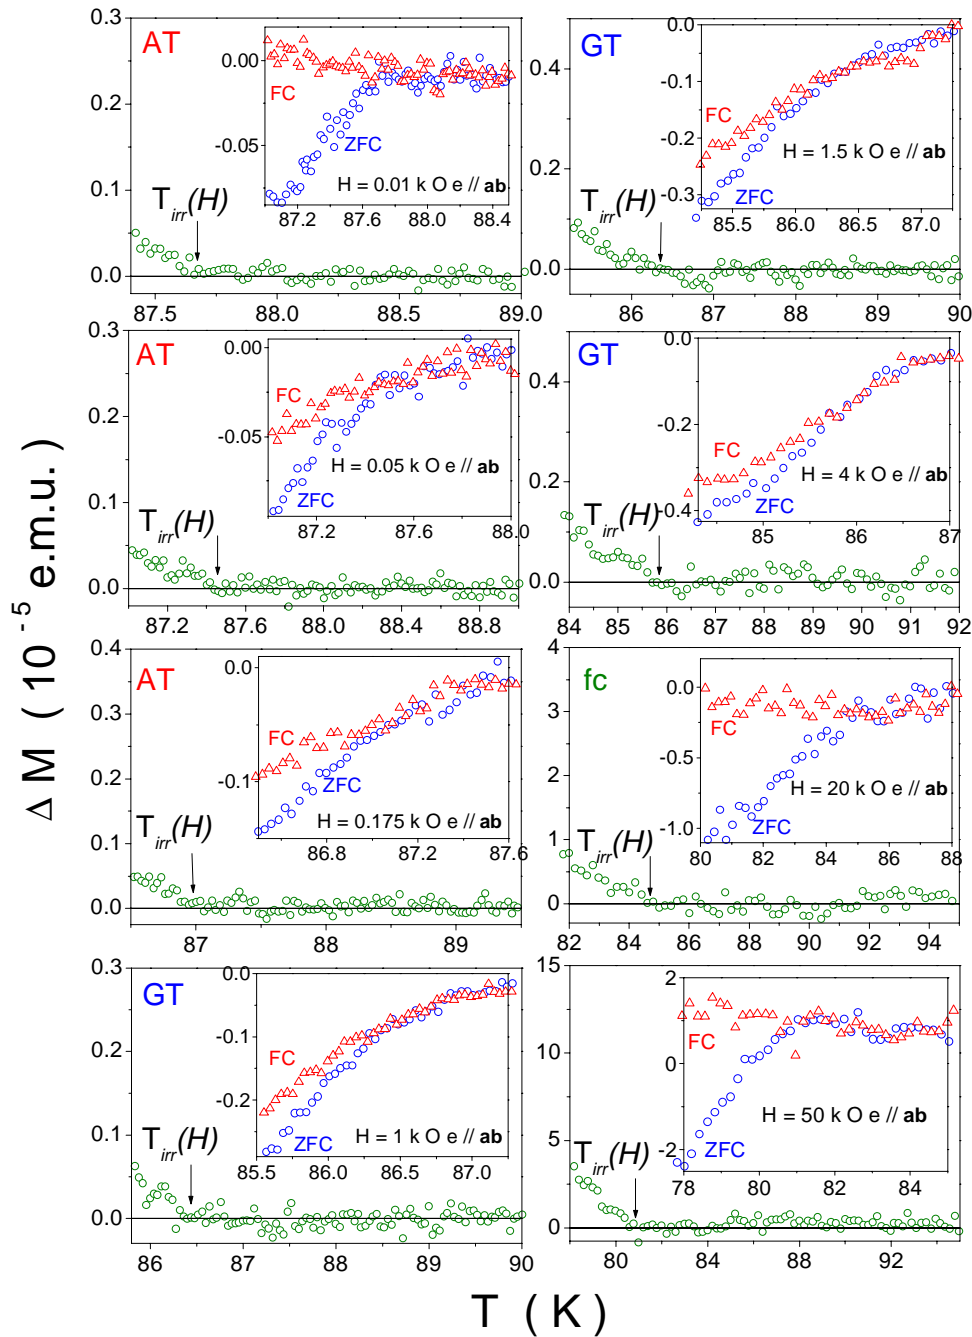 Δ M ( 10⁻⁵ e.m.u. )
AT
FC
ZFC
H = 0.01 k O e // ab
T_irr(H)
0.3
0.2
0.1
0.0
0.00
-0.05
87.2 87.6 88.0 88.4
87.5 88.0 88.5 89.0
GT
FC
ZFC
H = 1.5 k O e // ab
T_irr(H)
0.4
0.2
0.0
0.0
-0.1
-0.2
-0.3
85.5 86.0 86.5 87.0
86 87 88 89 90
AT
FC
ZFC
H = 0.05 k O e // ab
T_irr(H)
0.3
0.2
0.1
0.0
0.00
-0.05
87.2 87.6 88.0
87.2 87.6 88.0 88.4 88.8
GT
FC
ZFC
H = 4 k O e // ab
T_irr(H)
0.4
0.2
0.0
0.0
-0.2
-0.4
85 86 87
84 85 86 87 88 89 90 91 92
AT
FC
ZFC
H = 0.175 k O e // ab
T_irr(H)
0.4
0.3
0.2
0.1
0.0
0.0
-0.1
86.8 87.2 87.6
87 88 89
fc
FC
ZFC
H = 20 k O e // ab
T_irr(H)
4
3
2
1
0
0.0
-0.5
-1.0
80 82 84 86 88
82 84 86 88 90 92 94
GT
FC
ZFC
H = 1 k O e // ab
T_irr(H)
0.3
0.2
0.1
0.0
0.0
-0.1
-0.2
85.5 86.0 86.5 87.0
86 87 88 89 90
FC
ZFC
H = 50 k O e // ab
T_irr(H)
15
12
9
6
3
0
2
0
-2
78 80 82 84
80 84 88 92
T ( K )